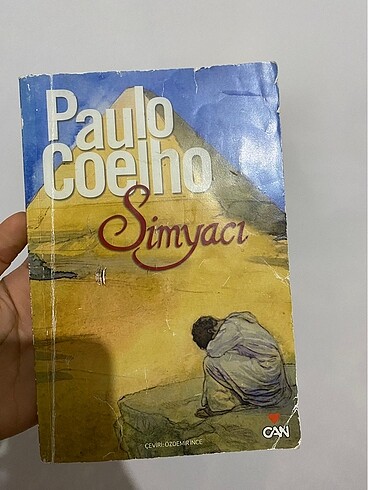 Paulo
Coelho
Simyacı
ÇEVİRİ: ÖZDEMİR İNCE
CAN